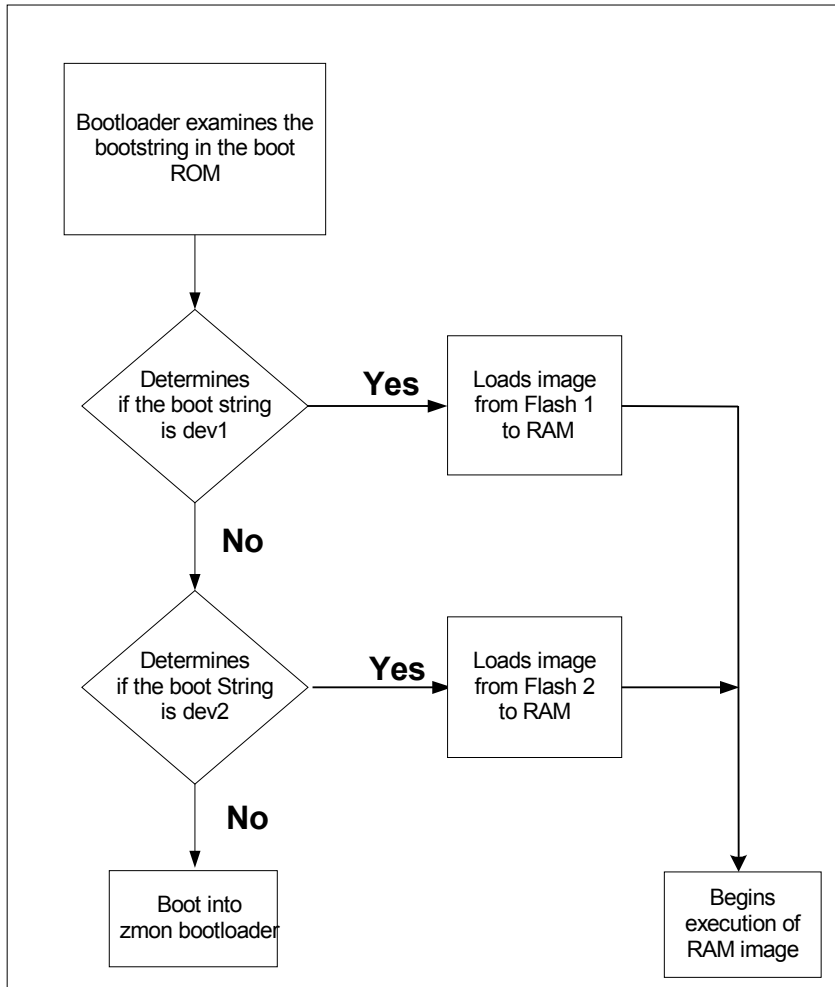 Bootloader examines the
bootstring in the boot
ROM
Determines
if the boot string
is dev1
Yes
Loads image
from Flash 1
to RAM
No
Determines
if the boot String
is dev2
Yes
Loads image
from Flash 2
to RAM
No
Boot into
zmon bootloader
Begins
execution of
RAM image